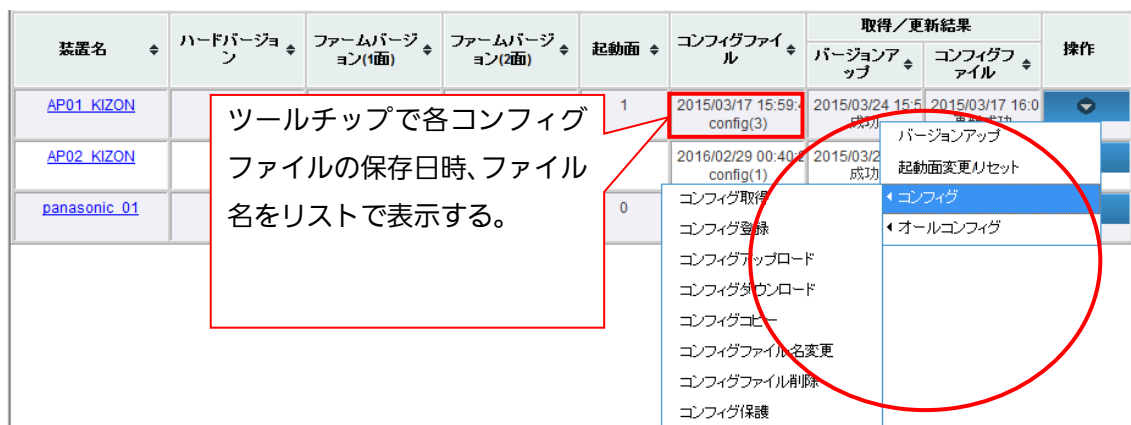 装置名
ハードバージョ
ン
ファームバージ
ョン(1面)
ファームバージ
ョン(2面)
起動面
コンフィグファイ
ル
取得／更新結果
バージョンア
ップ
コンフィグフ
ァイル
操作
AP01_KIZON
1
2015/03/17 15:59:4
config(3)
2015/03/24 15:5
成功
2015/03/17 16:0
AP02_KIZON
2016/02/29 00:40:2
config(1)
2015/03/2
成功
panasonic_01
0
ツールチップで各コンフィグ
ファイルの保存日時、ファイル
名をリストで表示する。
バージョンアップ
起動面変更/リセット
コンフィグ
オールコンフィグ
コンフィグ取得
コンフィグ登録
コンフィグアップロード
コンフィグダウンロード
コンフィグコピー
コンフィグファイル名変更
コンフィグファイル削除
コンフィグ保護